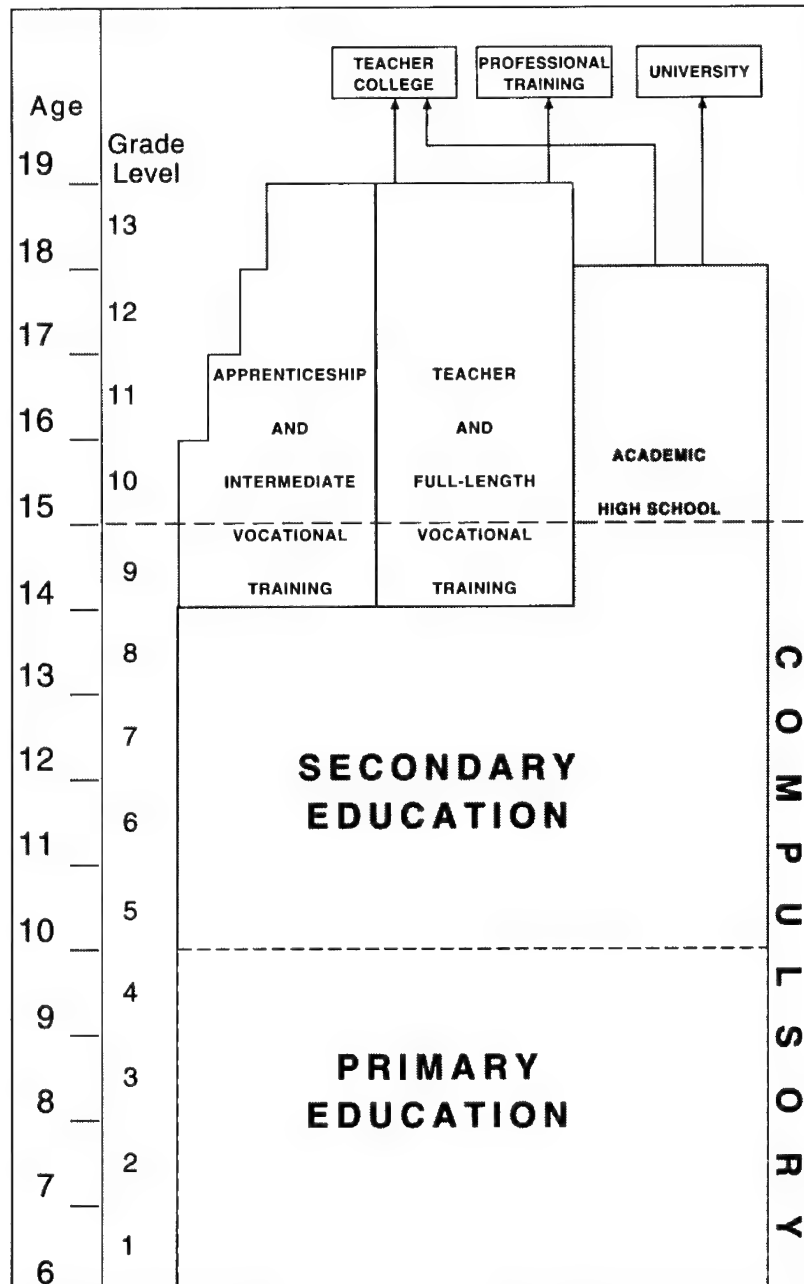 TEACHER
COLLEGE
PROFESSIONAL
TRAINING
UNIVERSITY
Age
Grade
Level
19
13
18
12
17
11
16
10
15
9
14
8
13
7
12
6
11
5
10
4
9
3
8
2
7
1
6
APPRENTICESHIP
AND
INTERMEDIATE
VOCATIONAL
TRAINING
TEACHER
AND
FULL-LENGTH
VOCATIONAL
TRAINING
ACADEMIC
HIGH SCHOOL
SECONDARY
EDUCATION
PRIMARY
EDUCATION
COMPULSORY